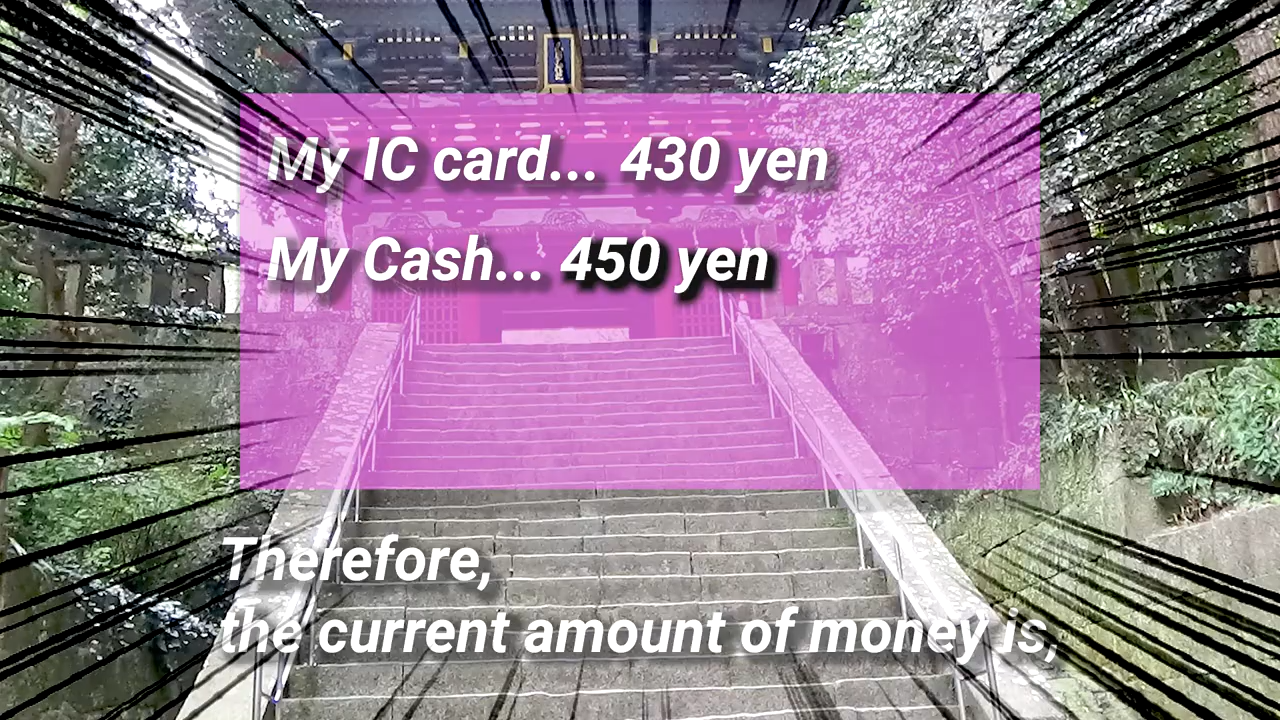 My IC card... 430 yen
My Cash... 450 yen
Therefore,
the current amount of money is,